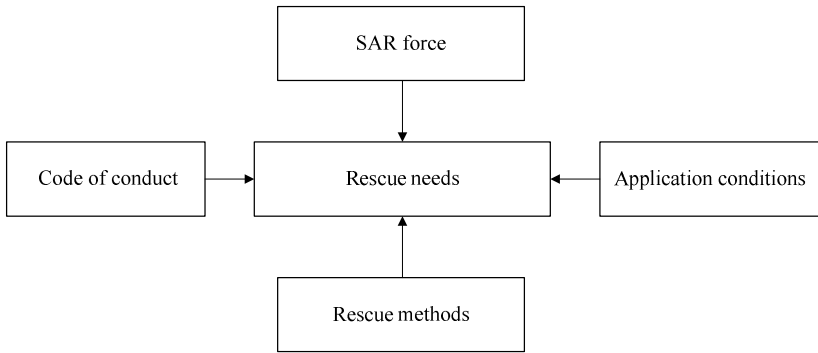 SAR force
Code of conduct
Rescue needs
Application conditions
Rescue methods